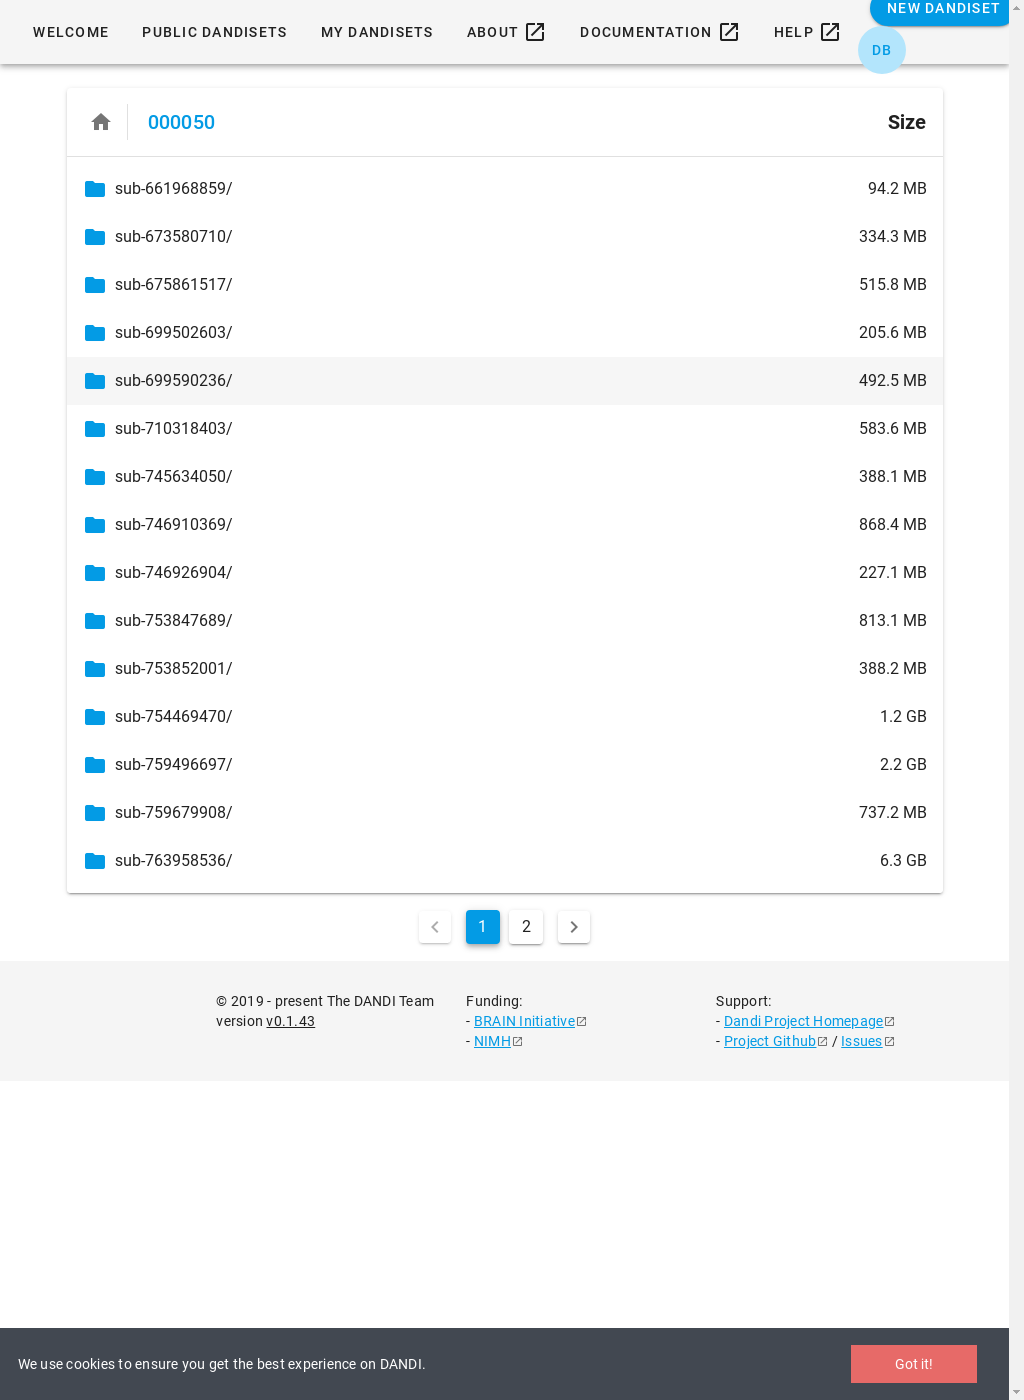 WELCOME PUBLIC DANDISETS MY DANDISETS ABOUT DOCUMENTATION HELP NEW DANDISET
DB
000050 Size
sub-661968859/ 94.2 MB
sub-673580710/ 334.3 MB
sub-675861517/ 515.8 MB
sub-699502603/ 205.6 MB
sub-699590236/ 492.5 MB
sub-710318403/ 583.6 MB
sub-745634050/ 388.1 MB
sub-746910369/ 868.4 MB
sub-746926904/ 227.1 MB
sub-753847689/ 813.1 MB
sub-753852001/ 388.2 MB
sub-754469470/ 1.2 GB
sub-759496697/ 2.2 GB
sub-759679908/ 737.2 MB
sub-763958536/ 6.3 GB
1 2
© 2019 - present The DANDI Team
version v0.1.43
Funding:
- BRAIN Initiative
- NIMH
Support:
- Dandi Project Homepage
- Project Github / Issues
We use cookies to ensure you get the best experience on DANDI. Got it!